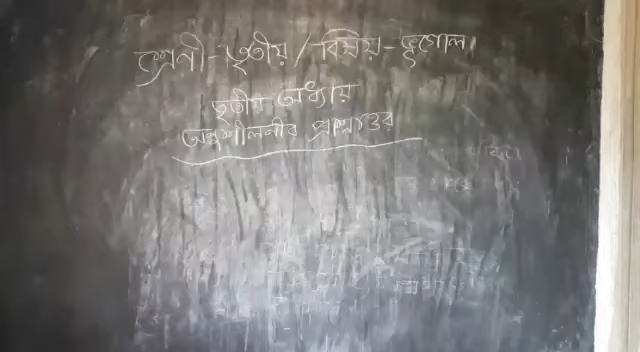 শ্রেনী-তৃতীয় / বিষয়-ভূগোল
তৃতীয় অধ্যায়
অনুশীলনীর প্রশ্নোত্তর